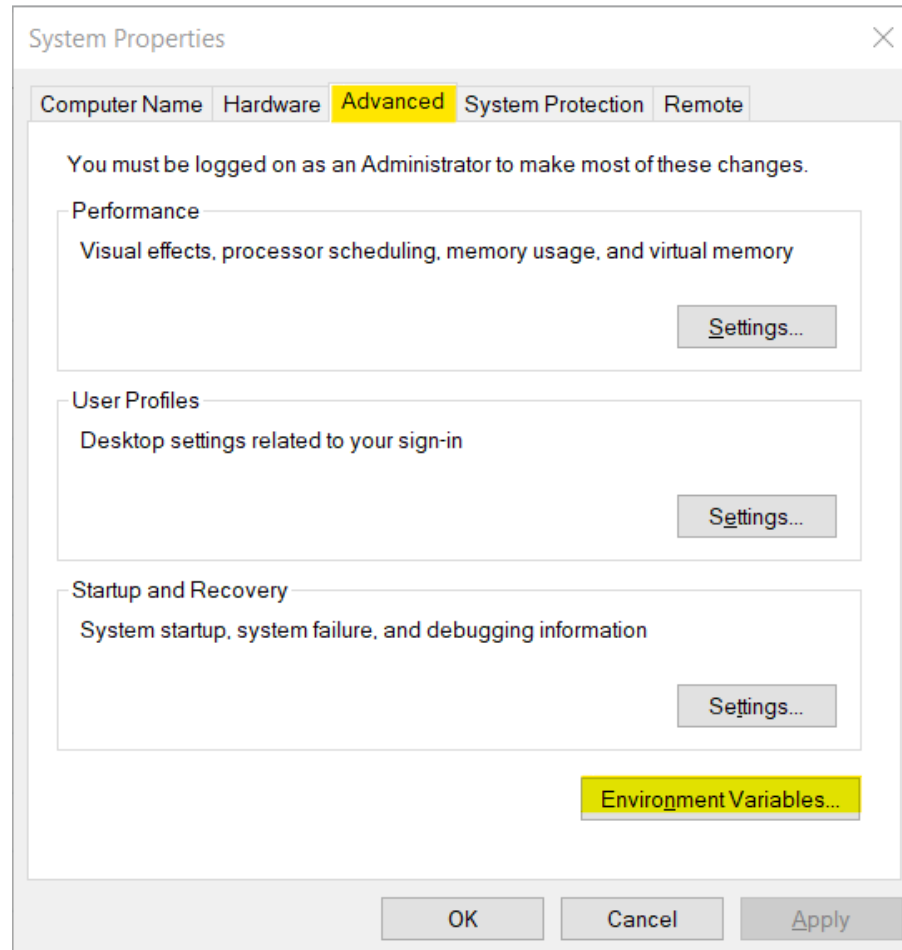 System Properties
Computer Name Hardware Advanced System Protection Remote
You must be logged on as an Administrator to make most of these changes.
Performance
Visual effects, processor scheduling, memory usage, and virtual memory
Settings...
User Profiles
Desktop settings related to your sign-in
Settings...
Startup and Recovery
System startup, system failure, and debugging information
Settings...
Environment Variables...
OK Cancel Apply